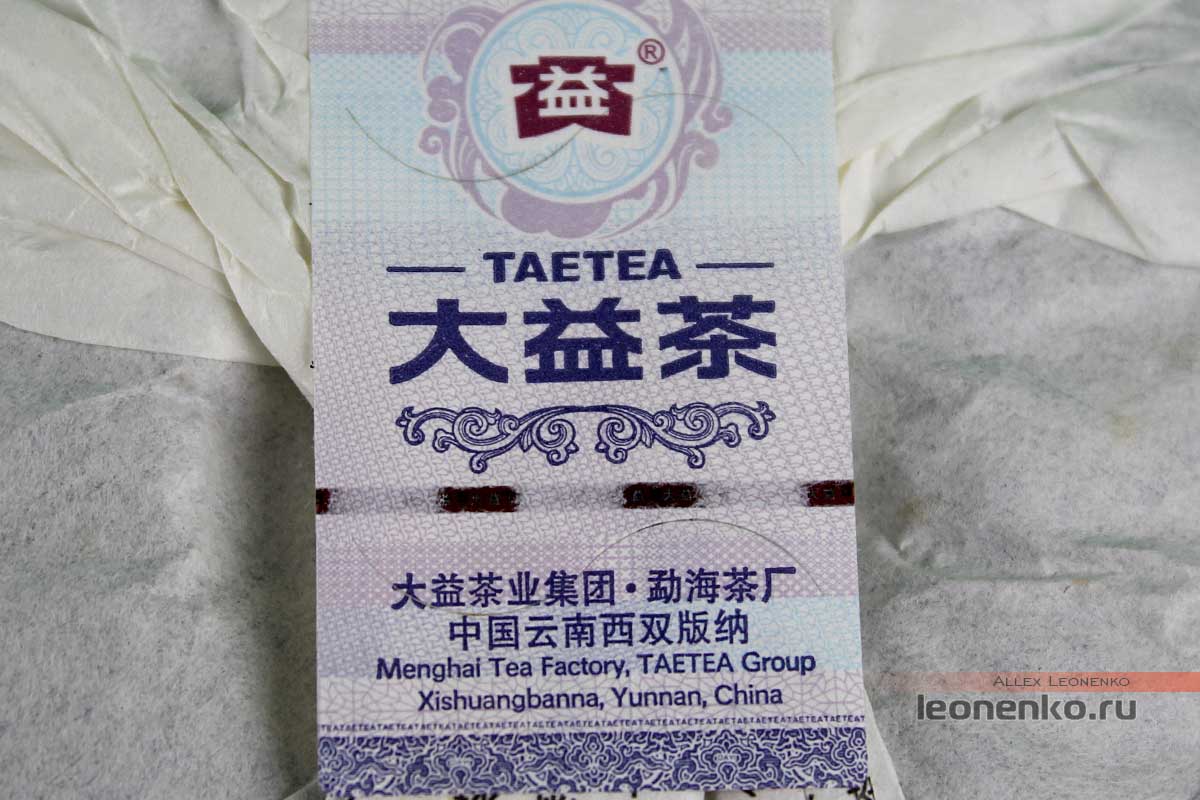 益®
TAETEA
大益茶
大益茶业集团·勐海茶厂
中国云南西双版纳
Menghai Tea Factory, TAETEA Group
Xishuangbanna, Yunnan, China
TAETEATAETEATAETEATAETEATAETEATAETEATAETEATAETEATAETEATAETEA
ALLEX LEONENKO
leonenko.ru